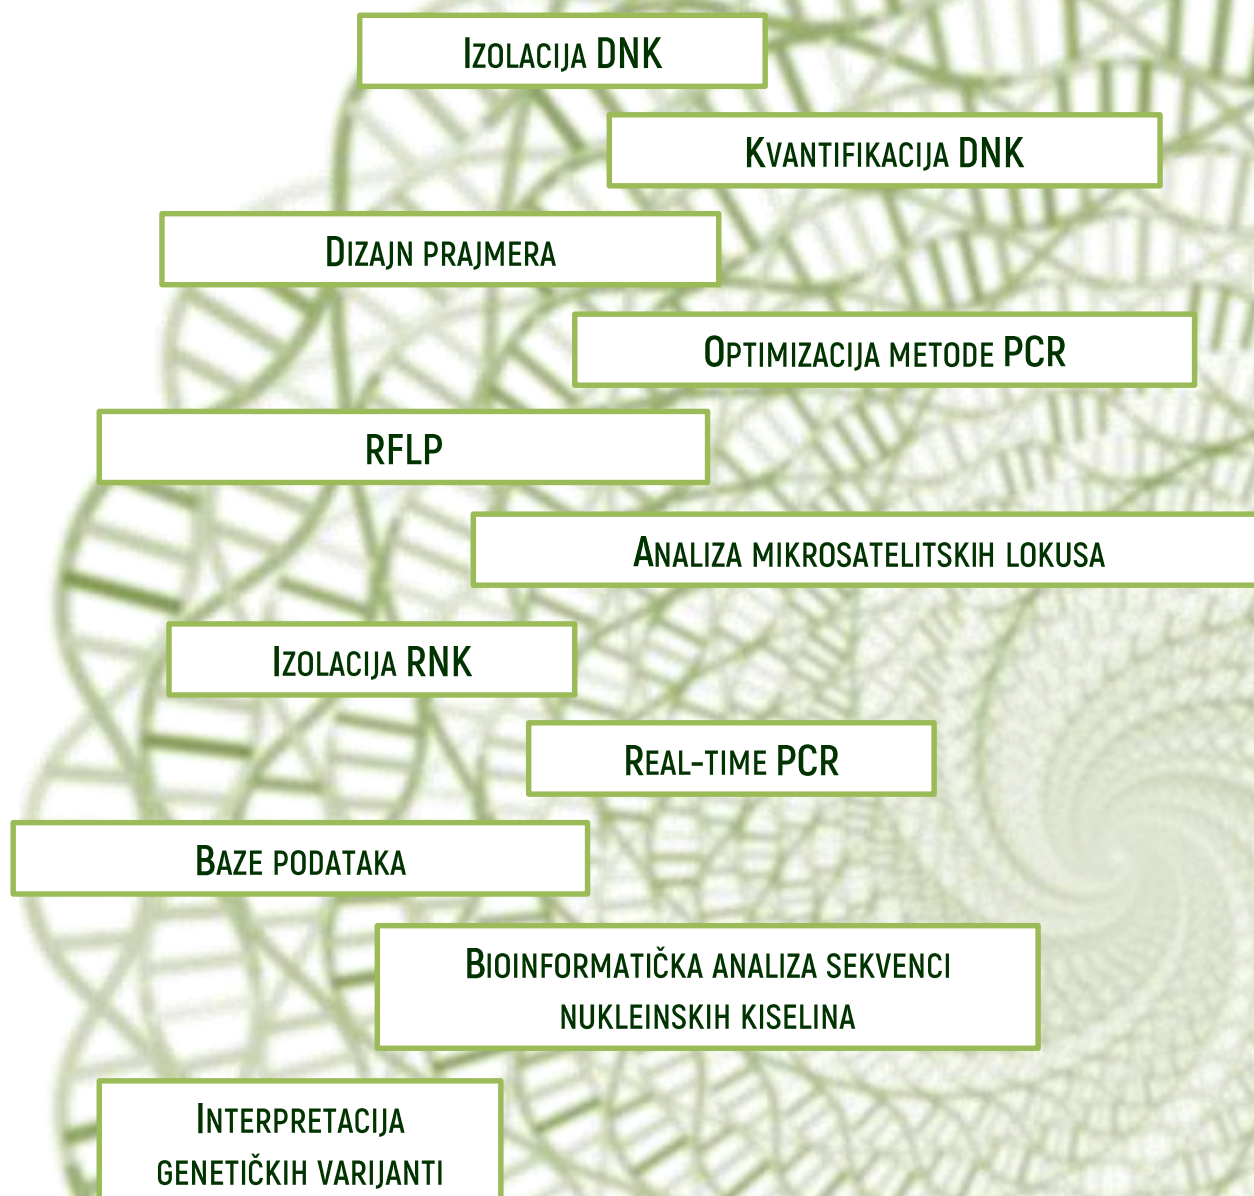 Izolacija DNK
Kvantifikacija DNK
Dizajn prajmera
Optimizacija metode PCR
RFLP
Analiza mikrosatelitskih lokusa
Izolacija RNK
Real-time PCR
Baze podataka
Bioinformatička analiza sekvenci
nukleinskih kiselina
Interpretacija
genetičkih varijanti